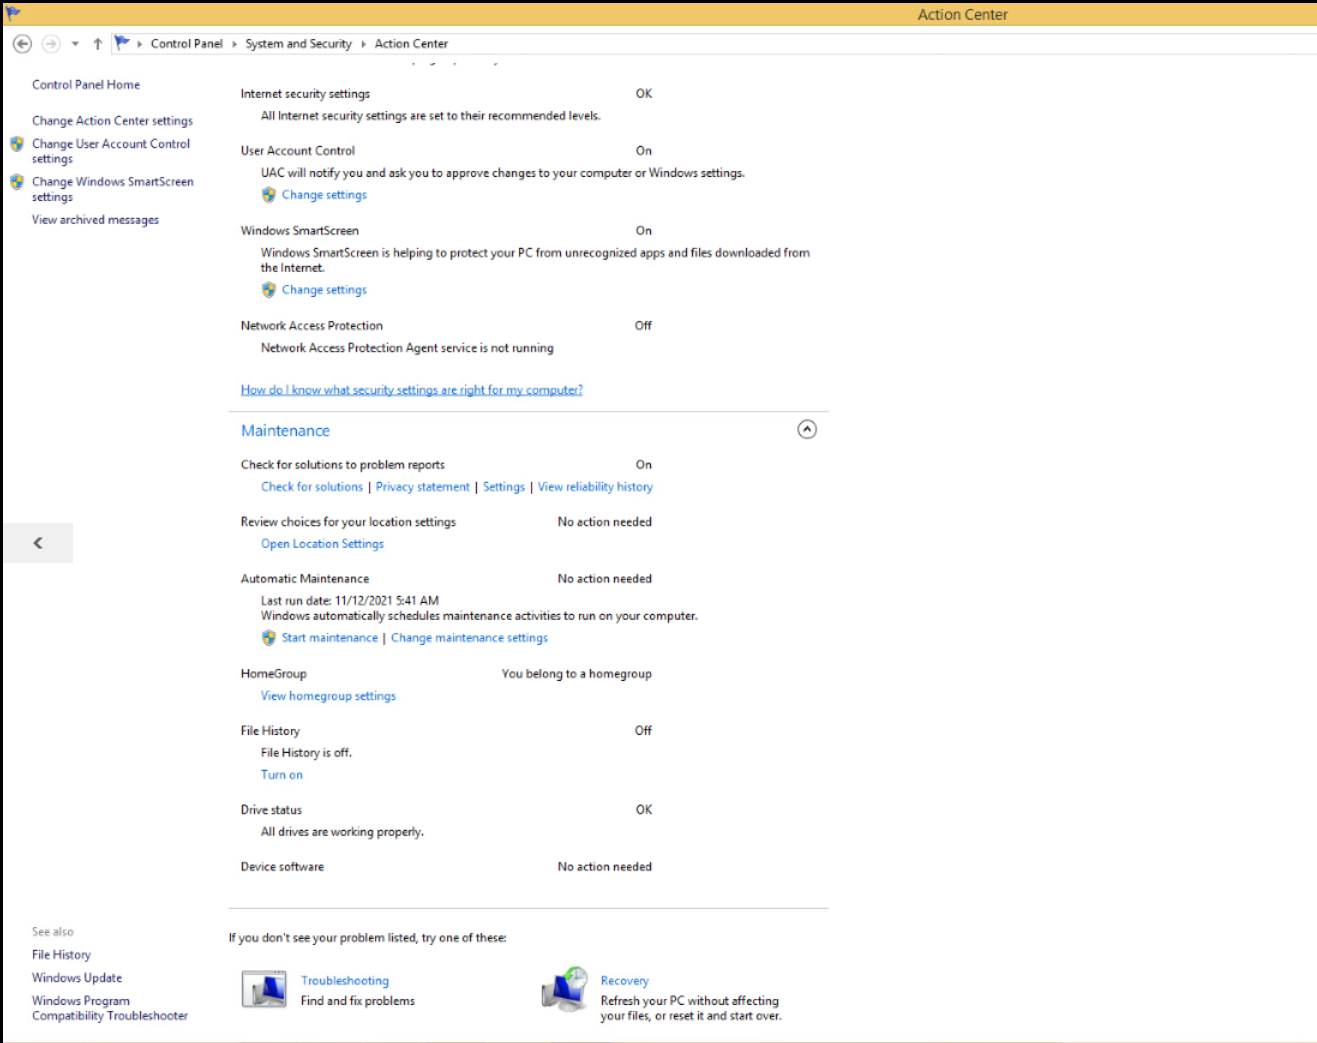 Action Center
Control Panel
System and Security
Action Center
Control Panel Home
Change Action Center settings
Change User Account Control
settings
Change Windows SmartScreen
settings
View archived messages
Internet security settings OK
All Internet security settings are set to their recommended levels.
User Account Control On
UAC will notify you and ask you to approve changes to your computer or Windows settings.
Change settings
Windows SmartScreen On
Windows SmartScreen is helping to protect your PC from unrecognized apps and files downloaded from
the Internet.
Change settings
Network Access Protection Off
Network Access Protection Agent service is not running
How do I know what security settings are right for my computer?
Maintenance
Check for solutions to problem reports On
Check for solutions | Privacy statement | Settings | View reliability history
Review choices for your location settings No action needed
Open Location Settings
Automatic Maintenance No action needed
Last run date: 11/12/2021 5:41 AM
Windows automatically schedules maintenance activities to run on your computer.
Start maintenance | Change maintenance settings
HomeGroup You belong to a homegroup
View homegroup settings
File History Off
File History is off.
Turn on
Drive status OK
All drives are working properly.
Device software No action needed
If you don't see your problem listed, try one of these:
Troubleshooting
Find and fix problems
Recovery
Refresh your PC without affecting
your files, or reset it and start over.
See also
File History
Windows Update
Windows Program
Compatibility Troubleshooter